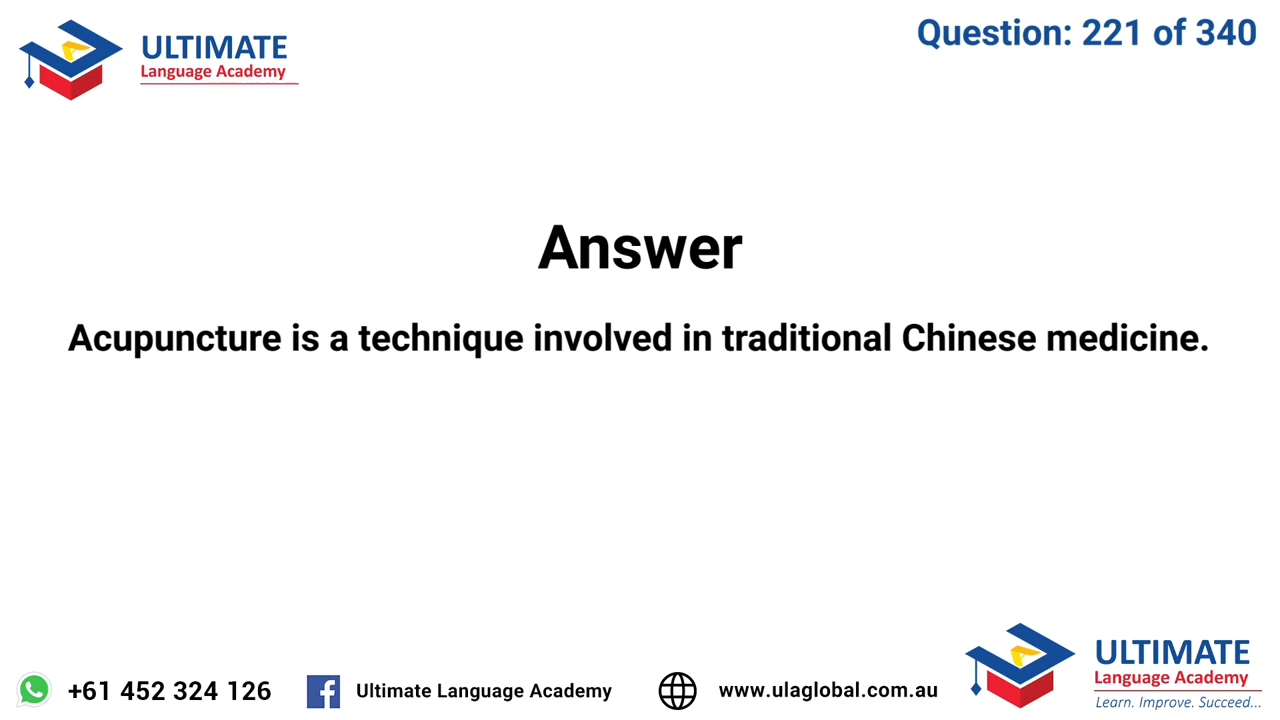 ULTIMATE
Language Academy
Question: 221 of 340
Answer
Acupuncture is a technique involved in traditional Chinese medicine.
+61 452 324 126
Ultimate Language Academy
www.ulaglobal.com.au
ULTIMATE
Language Academy
Learn. Improve. Succeed...